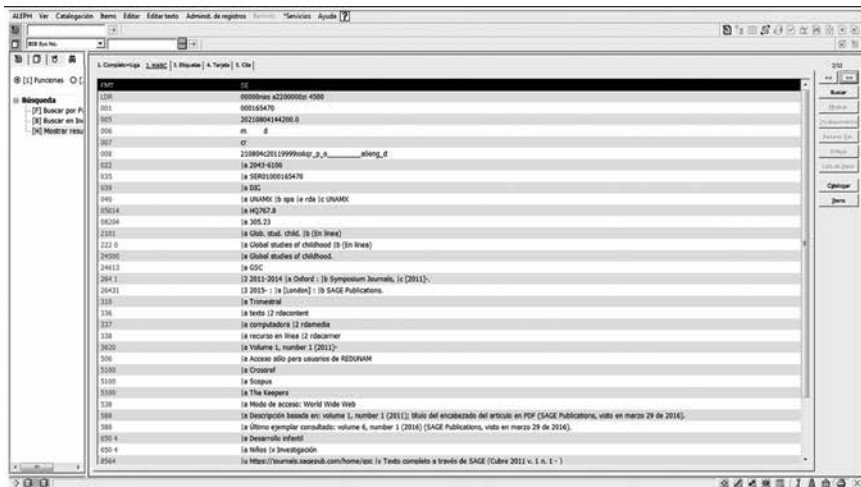 ALEPH Ver Catalogación Items Editar Editar texto Administ. de registros *Servicios Ayuda ?
BIB Sys No.
[1] Funciones
Búsqueda
[F] Buscar por
[B] Buscar en
[H] Mostrar resu
1. Completo+Liga 2. MARC 3. Etiquetas 4. Tarjeta 5. Cita
FMT SE
LDR
001 000165470
005 20210804144200.0
006 m d
007 cr
008
022 |a 2043-6106
035 |a SER01000165470
039 |a DIG
040 |a UNAMX |b spa |e rda |c UNAMX
05014 |a HQ767.8
08204 |a 305.23
2101 |a Glob. stud. child. |b (En línea)
222 0 |a Global studies of childhood |b (En línea)
24500 |a Global studies of childhood.
24613 |a GSC
264 1 |3 2011-2014 |a Oxford : |b Symposium Journals, |c [2011]-.
26431 |3 2015- : |a [London] : |b SAGE Publications.
310 |a Trimestral
336 |a texto |2 rdacontent
337 |a computadora |2 rdamedia
338 |a recurso en línea |2 rdacarrier
3620 |a Volume 1, number 1 (2011)-
506 |a Acceso sólo para usuarios de REDUNAM
5100 |a Crossref
5100 |a Scopus
5100 |a The Keepers
538 |a Modo de acceso: World Wide Web
588 |a Descripción basada en: volume 1, number 1 (2011); título del encabezado del artículo en PDF (SAGE Publications, visto en marzo 29 de 2016).
588 |a Último ejemplar consultado: volume 6, number 1 (2016) (SAGE Publications, visto en marzo 29 de 2016).
650 4 |a Desarrollo infantil
650 4 |a Niños |x Investigación
8564 |u https://journals.sagepub.com/home/gsc |y Texto completo a través de SAGE (Cubre 2011 v. 1 n. 1 - )
2/12
<< >>
Buscar
Catalogar
Items